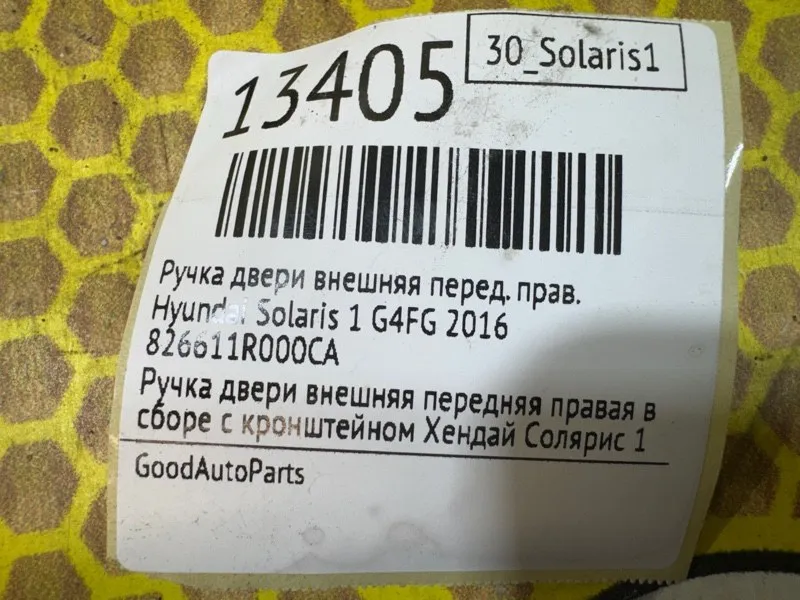 30_Solaris1
13405
Ручка двери внешняя перед. прав.
Hyundai Solaris 1 G4FG 2016
826611R000CA
Ручка двери внешняя передняя правая в
сборе с кронштейном Хендай Солярис 1
GoodAutoParts